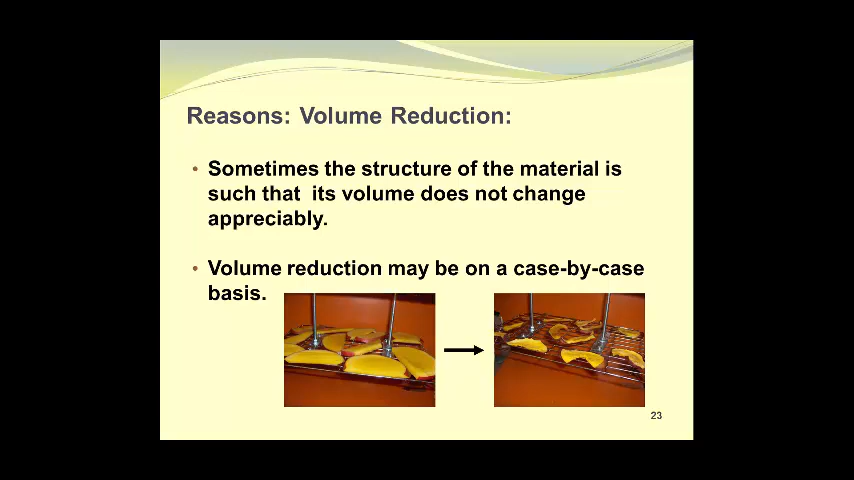 Reasons: Volume Reduction:
• Sometimes the structure of the material is
such that its volume does not change
appreciably.
• Volume reduction may be on a case-by-case
basis.
23